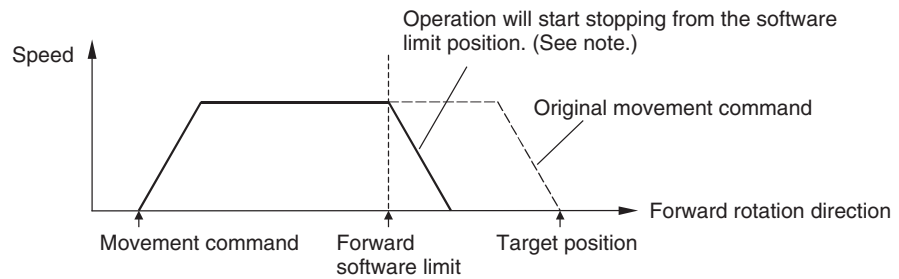 Operation will start stopping from the software
limit position. (See note.)
Speed
Original movement command
Forward rotation direction
Movement command
Forward
software limit
Target position